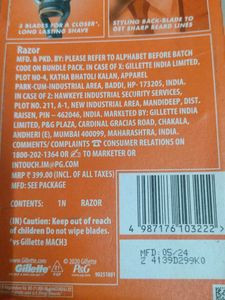 5 BLADES FOR A CLOSER*,
LONG LASTING SHAVE
STYLING BACK-BLADE TO
GET SHARP BEARD LINES
Razor
MFD. & PKD. BY: PLEASE REFER TO ALPHABET BEFORE BATCH
CODE ON BUNDLE PACK. IN CASE OF X: GILLETTE INDIA LIMITED,
PLOT NO-4, KATHA BHATOLI KALAN, APPAREL
PARK-CUM-INDUSTRIAL AREA, BADDI, HP- 173205, INDIA.
IN CASE OF Z: HAWKEYE INDUSTRIAL SECURITY SERVICES,
PLOT NO. 211, A-1, NEW INDUSTRIAL AREA, MANDIDEEP, DIST.
RAISEN, PIN – 462046, INDIA. MARKETED BY: GILLETTE INDIA
LIMITED, P&G PLAZA, CARDINAL GRACIAS ROAD, CHAKALA,
ANDHERI (E), MUMBAI 400099, MAHARASHTRA, INDIA.
COMMENTS/ COMPLAINTS CONSUMER RELATIONS ON
1800-202-1364 OR TO MARKETER OR
INTOUCH.IM@PG.COM
MRP ₹ 399.00 (INCL. OF ALL TAXES)
MFD: SEE PACKAGE
CONTENTS: 1N RAZOR
(IN) Caution: Keep out of reach
of children Do not wipe blades.
*vs Gillette MACH3
www.gillette.com
Gillette
© 2020 Gillette
P&G
90251881
4 987176 103222 >
MFD: 05/24
Z 4139D299K0